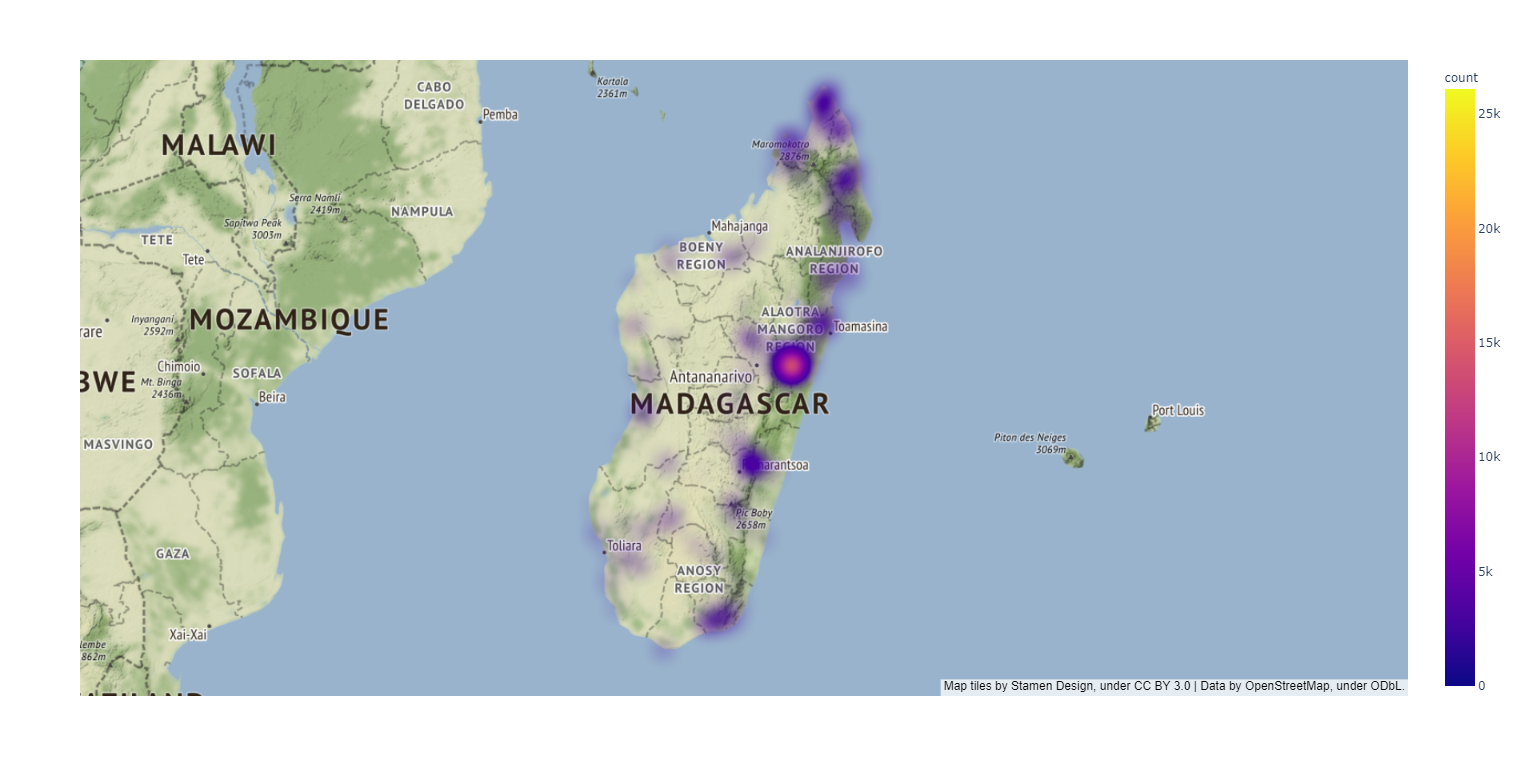 count
25k
20k
15k
10k
5k
0
CABO
DELGADO
Pemba
MALAWI
Serra Namli
2419m
NAMPULA
Sapitwa Peak
3003m
TETE
Tete
Inyangani
2592m
MOZAMBIQUE
Chimoio
SOFALA
Mt. Binga
2436m
Beira
MASVINGO
GAZA
Xai-Xai
862m
Kartala
2361m
Maromokotro
2876m
Mahajanga
BOENY
REGION
ANALANJIROFO
REGION
ALAOTRA
MANGORO
REGION
Toamasina
Antananarivo
MADAGASCAR
Pic Boby
2658m
Toliara
ANOSY
REGION
Port Louis
Piton des Neiges
3069m
Map tiles by Stamen Design, under CC BY 3.0 | Data by OpenStreetMap, under ODbL.